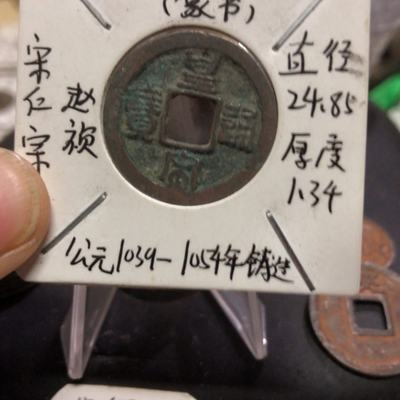 (篆书)
宋仁宗
赵祯
直径
24.85
厚度
1.34
公元1039-1054年铸造
皇宋通寶